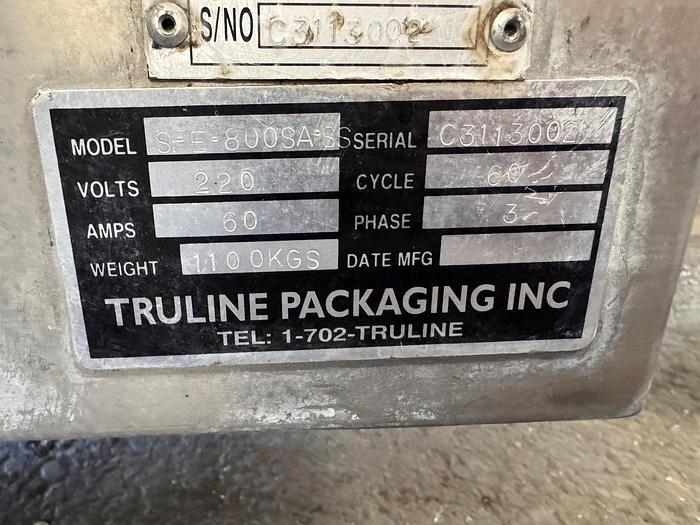 S/NO C3113002
MODEL SHE-800SA-SS SERIAL C3113002
VOLTS 220 CYCLE 60
AMPS 60 PHASE 3
WEIGHT 1100KGS DATE MFG
TRULINE PACKAGING INC
TEL: 1-702-TRULINE